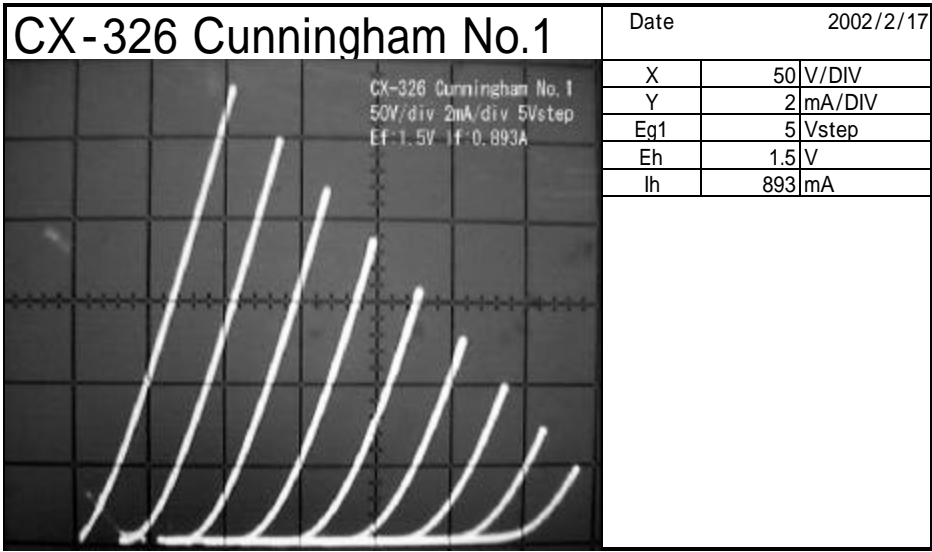 CX-326 Cunningham No.1
Date 2002/2/17
CX-326 Cunningham No.1
50V/div 2mA/div 5Vstep
Ef:1.5V If:0.893A
X 50 V/DIV
Y 2 mA/DIV
Eg1 5 Vstep
Eh 1.5 V
Ih 893 mA